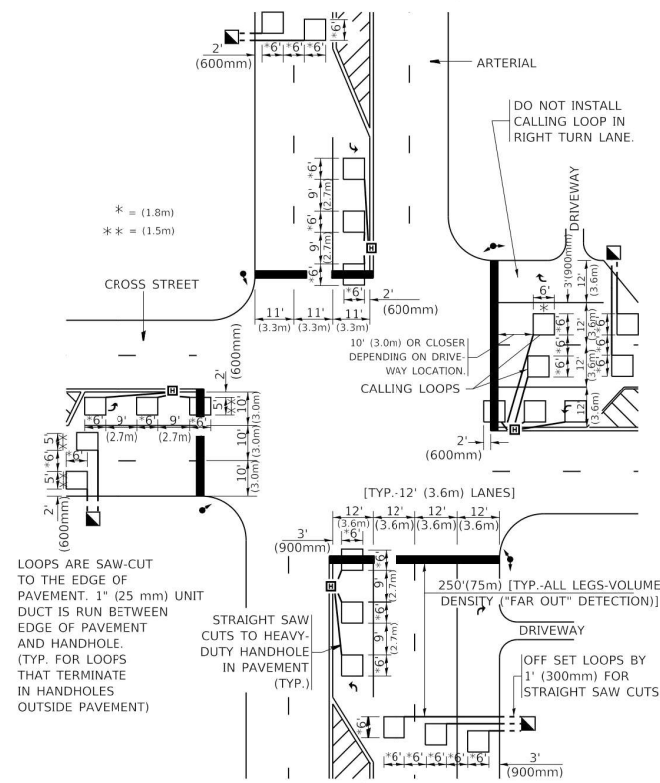 *6' *6' *6'
*6'
2'
(600mm)
ARTERIAL
DO NOT INSTALL
CALLING LOOP IN
RIGHT TURN LANE.
DRIVEWAY
*6'
9'
(2.7m)
*6'
9'
(2.7m)
*6'
* = (1.8m)
** = (1.5m)
CROSS STREET
H
*6'
2'
(600mm)
11' 11' 11'
(3.3m) (3.3m) (3.3m)
3'(900mm)
12'
(3.6m)
6'
*
12'
(3.6m)
*6'
*6'
*6'
*6'
*6'
*6'
12'
(3.6m)
12'
(3.6m)
10' (3.0m) OR CLOSER
DEPENDING ON DRIVE-
WAY LOCATION.
CALLING LOOPS
H
2'
(600mm)
2'
(600mm)
H
5'
**
10'
(3.0m)
10'
(3.0m)
10'
(3.0m)
*6' 9' *6' 9' *6'
(2.7m) (2.7m)
5'
**
*6'
*6'
5'
**
2'
(600mm)
[TYP.-12' (3.6m) LANES]
12' 12' 12' 12'
(3.6m) (3.6m) (3.6m) (3.6m)
3'
(900mm)
*6'
*6'
9'
(2.7m)
*6'
9'
(2.7m)
*6'
H
LOOPS ARE SAW-CUT
TO THE EDGE OF
PAVEMENT. 1" (25 mm) UNIT
DUCT IS RUN BETWEEN
EDGE OF PAVEMENT
AND HANDHOLE.
(TYP. FOR LOOPS
THAT TERMINATE
IN HANDHOLES
OUTSIDE PAVEMENT)
STRAIGHT SAW
CUTS TO HEAVY-
DUTY HANDHOLE
IN PAVEMENT
(TYP.)
250'(75m) [TYP.-ALL LEGS-VOLUME
DENSITY ("FAR OUT" DETECTION)]
DRIVEWAY
OFF SET LOOPS BY
1' (300mm) FOR
STRAIGHT SAW CUTS
*6'
*6' *6' *6' *6' *6'
3'
(900mm)